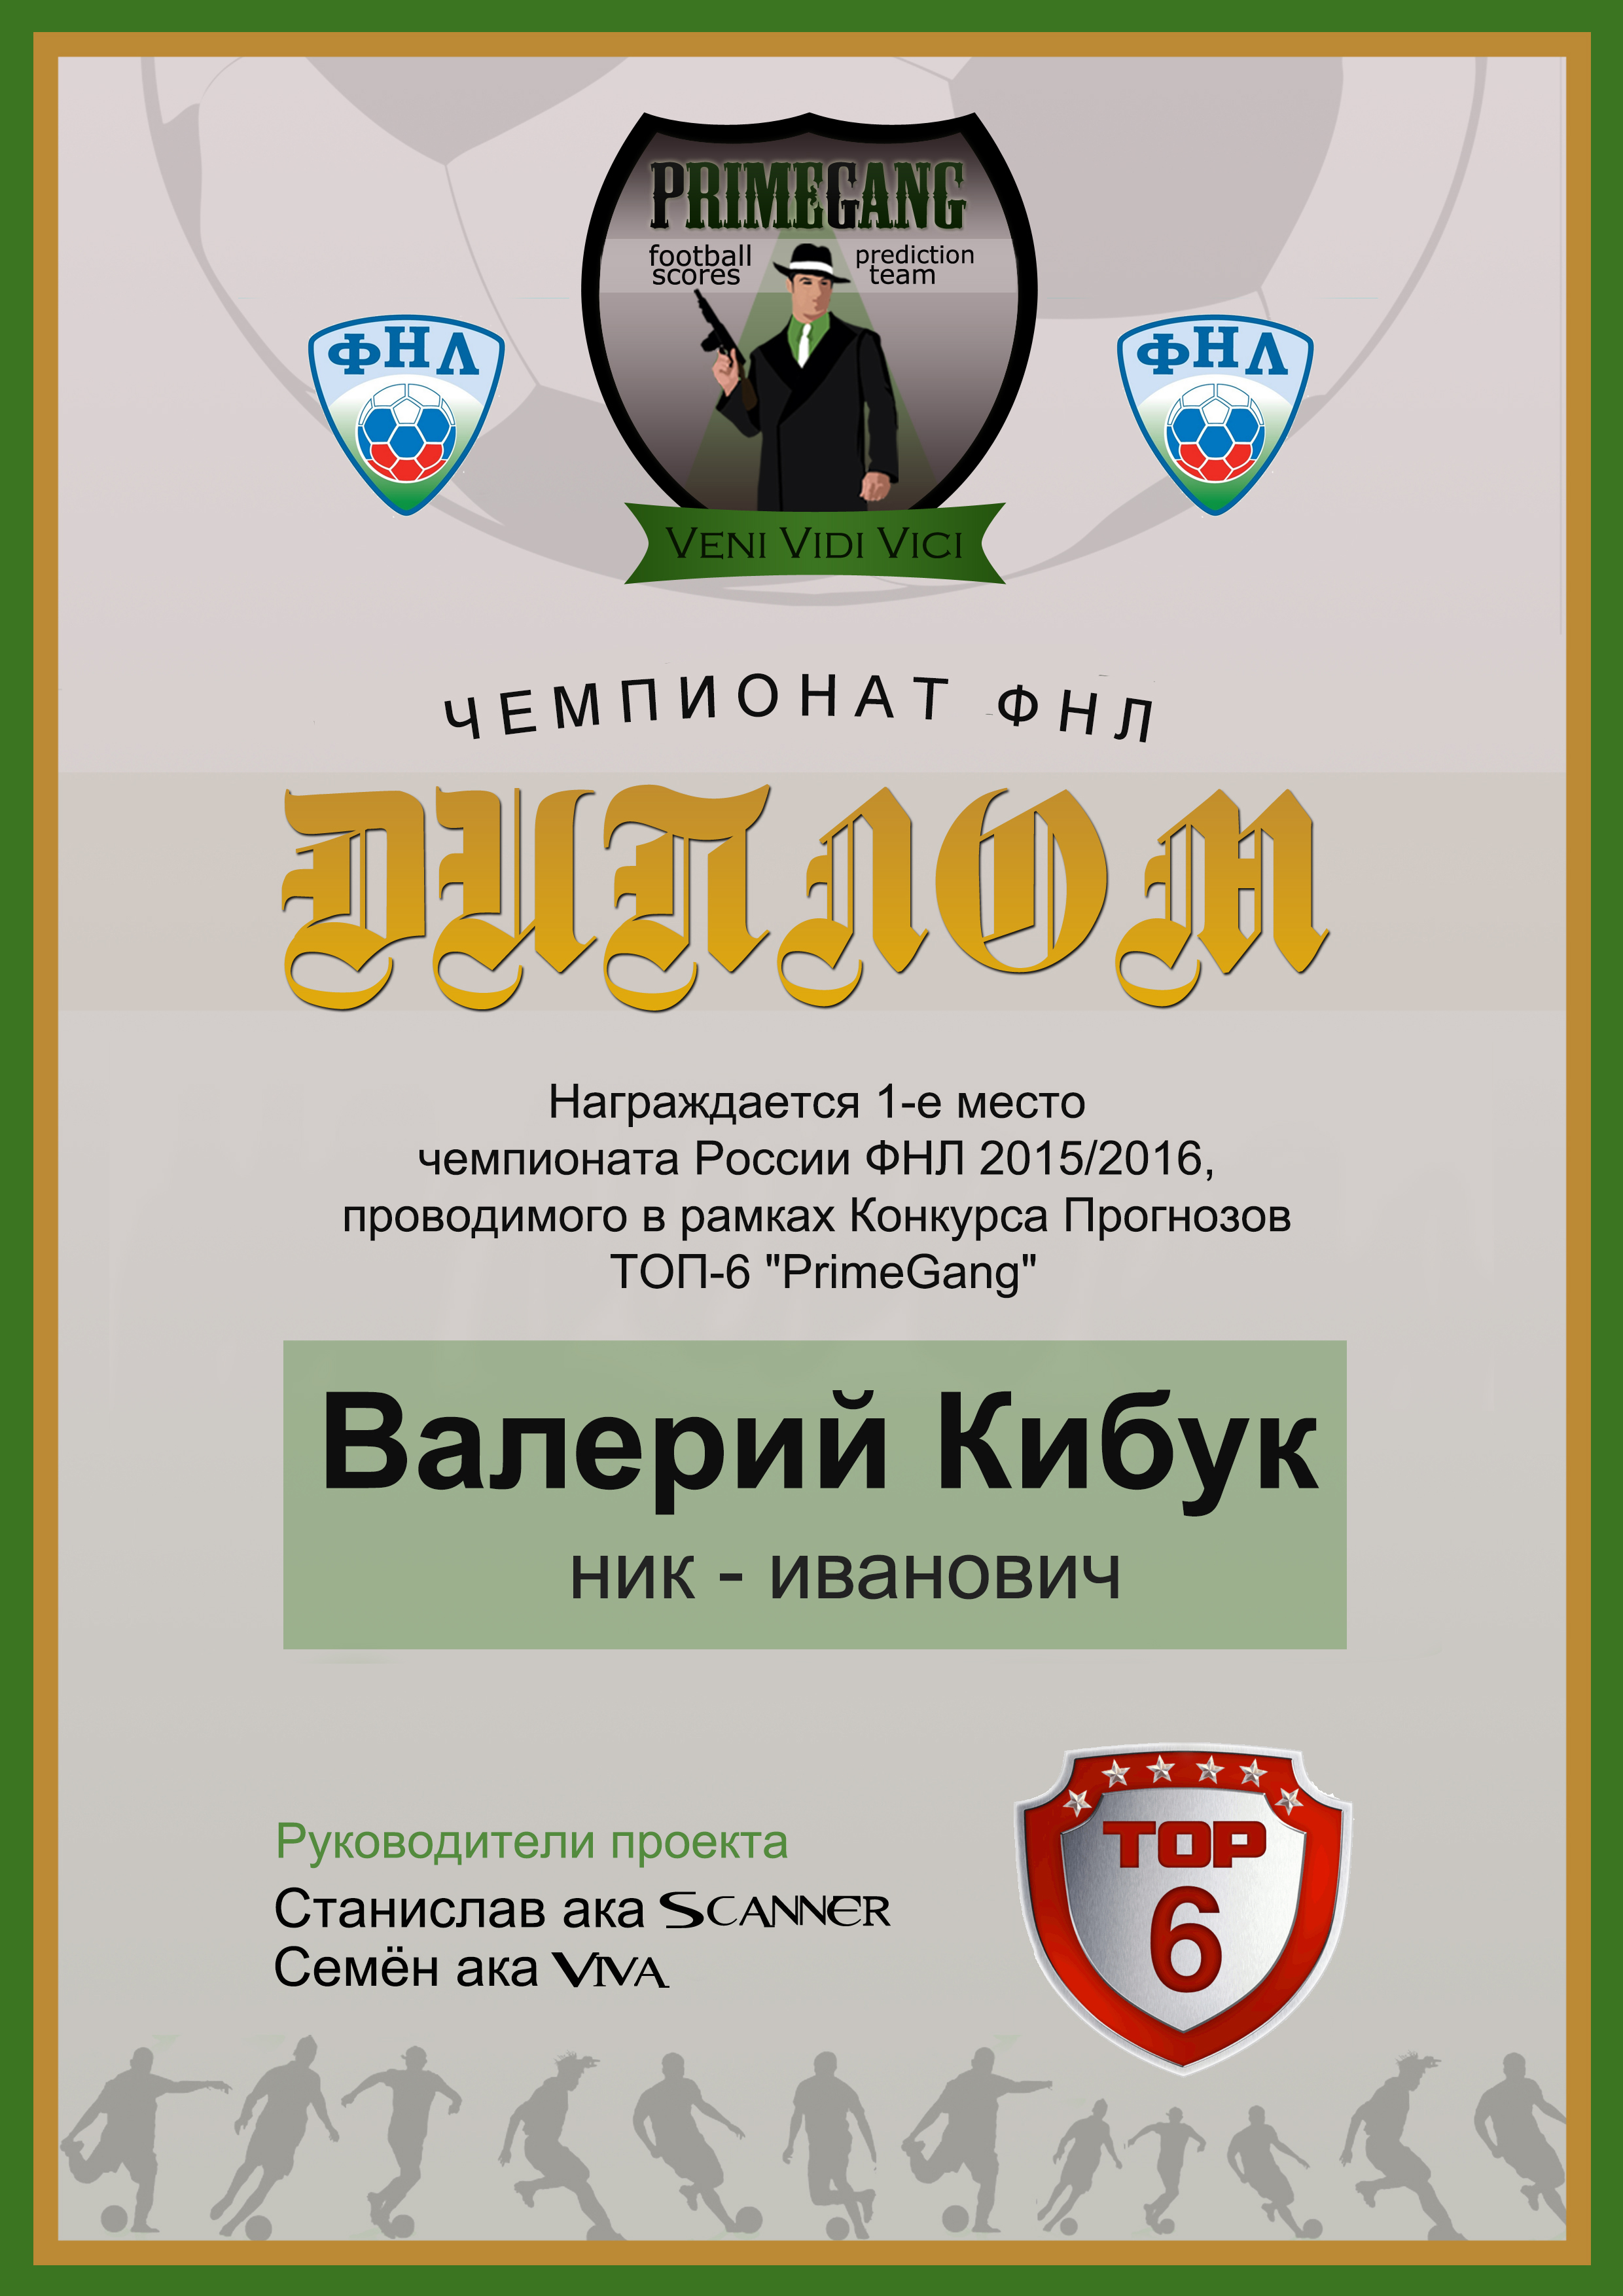 PRIMEGANG
football scores prediction team
ФНЛ ФНЛ
VENI VIDI VICI
ЧЕМПИОНАТ ФНЛ
ДИПЛОМ
Награждается 1-е место
чемпионата России ФНЛ 2015/2016,
проводимого в рамках Конкурса Прогнозов
ТОП-6 "PrimeGang"
Валерий Кибук
ник - иванович
Руководители проекта
Станислав ака SCANNER
Семён ака VIVA
TOP
6